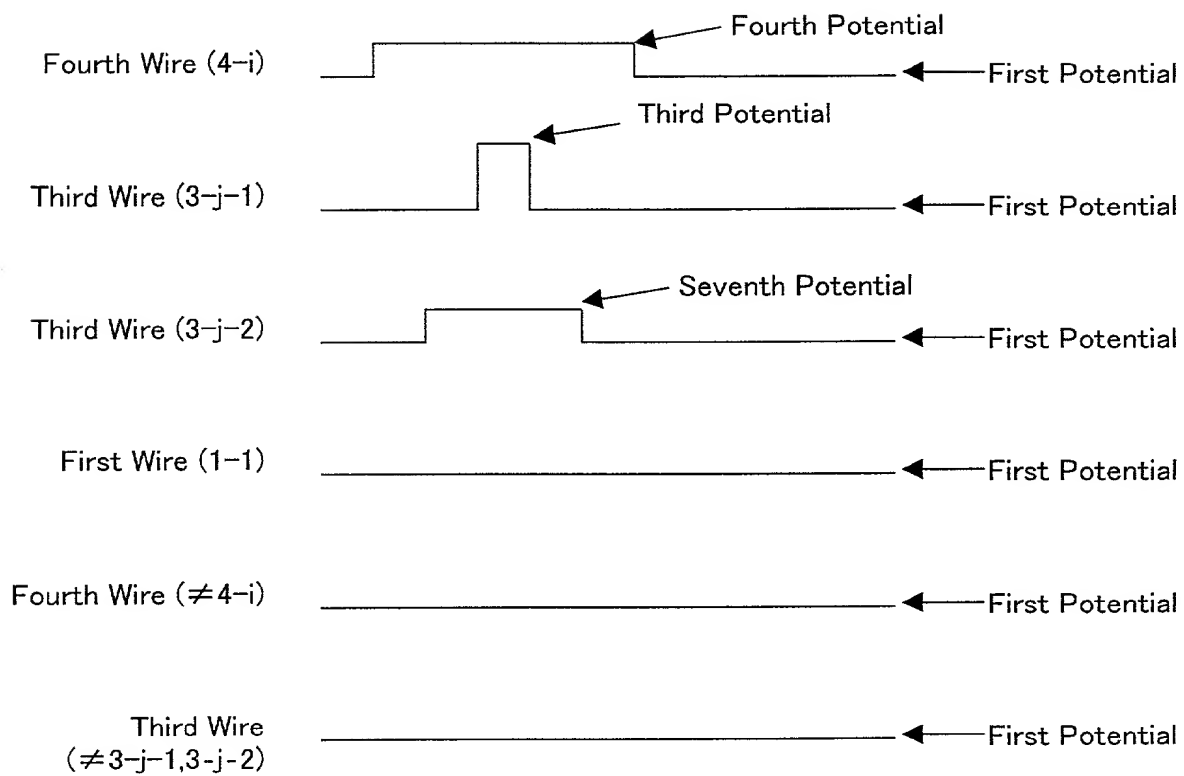 Fourth Potential
Fourth Wire (4-i)
First Potential
Third Potential
Third Wire (3-j-1)
First Potential
Seventh Potential
Third Wire (3-j-2)
First Potential
First Wire (1-1)
First Potential
Fourth Wire (≠4-i)
First Potential
Third Wire
(≠3-j-1,3-j-2)
First Potential